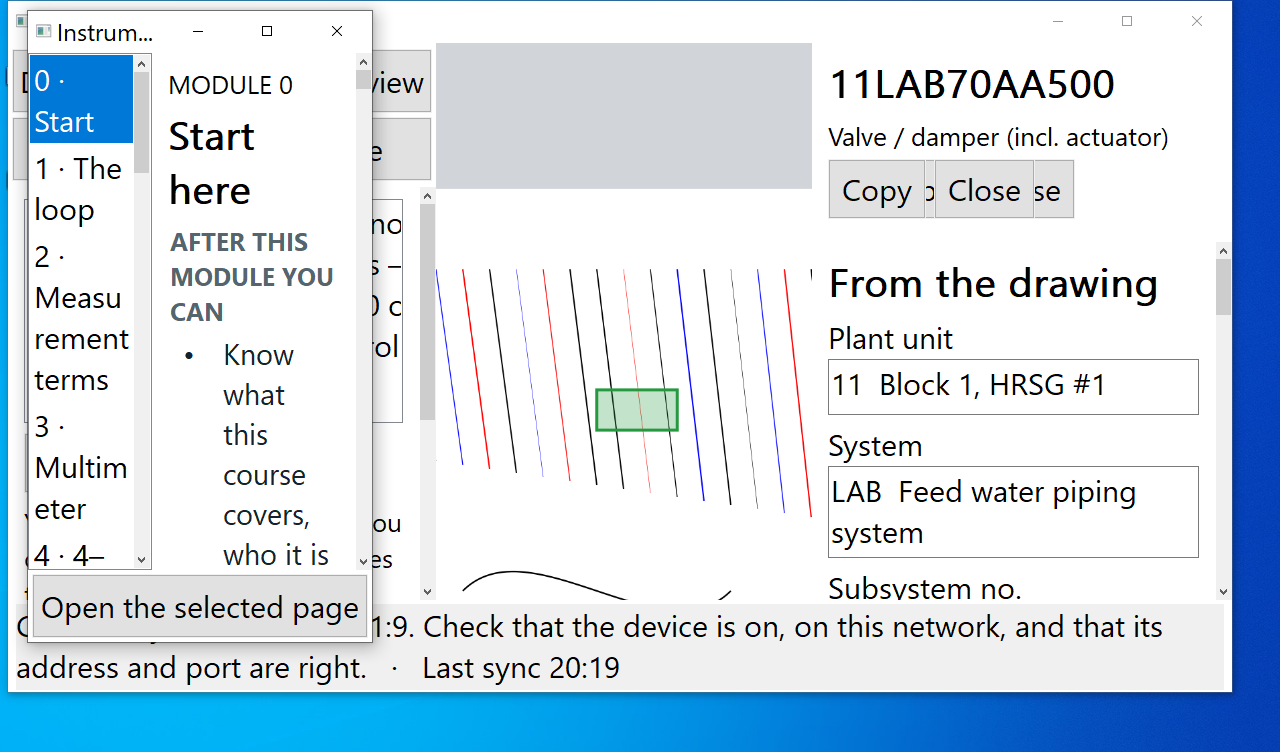 Instrum...
0 ·
Start
1 · The
loop
2 ·
Measu
rement
terms
3 ·
Multim
eter
4 · 4–
MODULE 0
Start
here
AFTER THIS
MODULE YOU
CAN
• Know
what
this
course
covers,
who it is
Open the selected page
11LAB70AA500
Valve / damper (incl. actuator)
Copy
Close
From the drawing
Plant unit
11 Block 1, HRSG #1
System
LAB Feed water piping
system
Subsystem no.
1:9. Check that the device is on, on this network, and that its
address and port are right. · Last sync 20:19